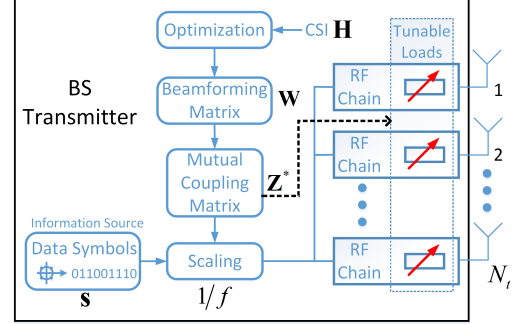 Optimization
CSI H
Tunable
Loads
BS
Transmitter
Beamforming
Matrix
W
RF
Chain
1
Mutual
Coupling
Matrix
Z*
RF
Chain
2
Information Source
Data Symbols
011001110
s
Scaling
1/f
RF
Chain
N_t